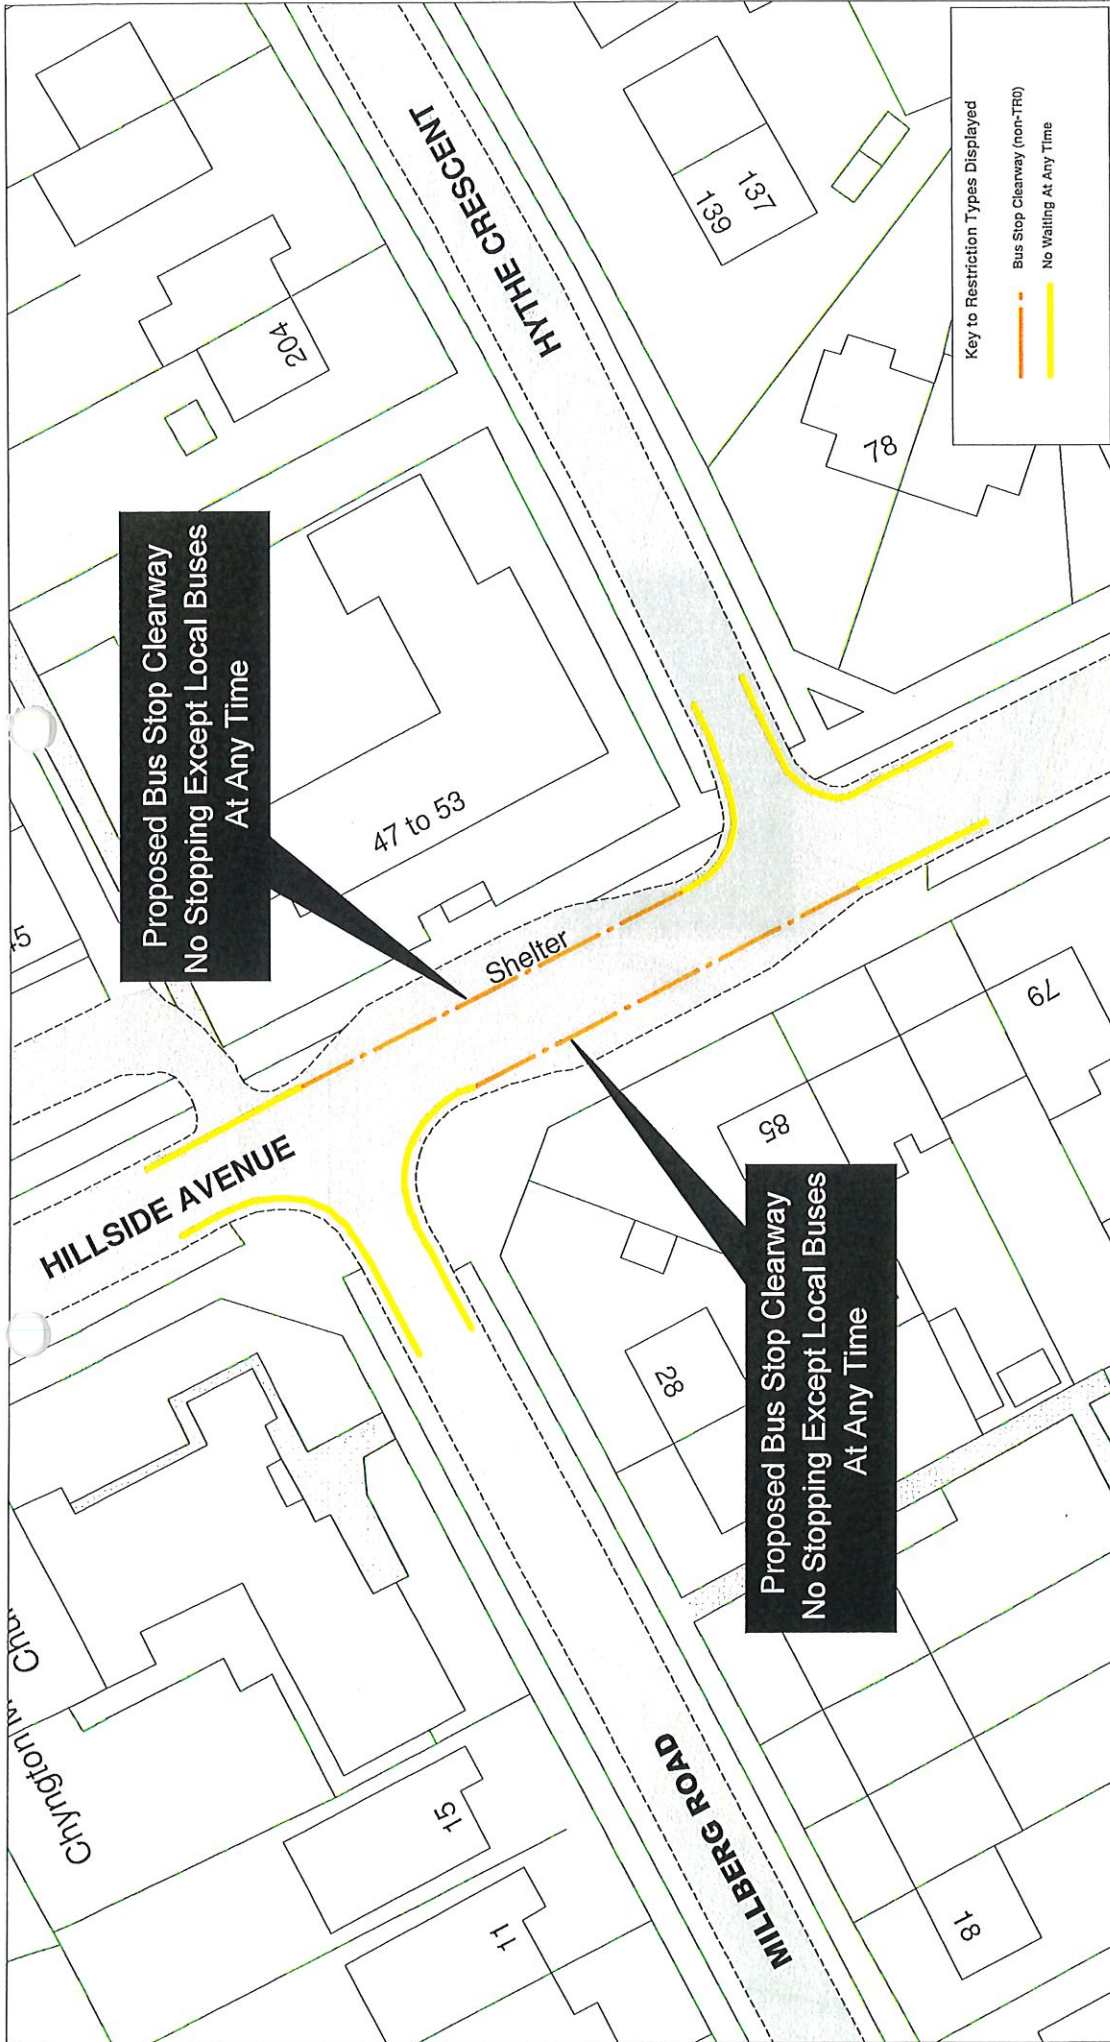 Proposed Bus Stop Clearway
No Stopping Except Local Buses
At Any Time
HYTHE CRESCENT
204
139
137
78
47 to 53
Shelter
HILLSIDE AVENUE
79
85
28
Proposed Bus Stop Clearway
No Stopping Except Local Buses
At Any Time
Chyngton
15
11
MILLBERG ROAD
18
Key to Restriction Types Displayed
Bus Stop Clearway (non-TR0)
No Waiting At Any Time